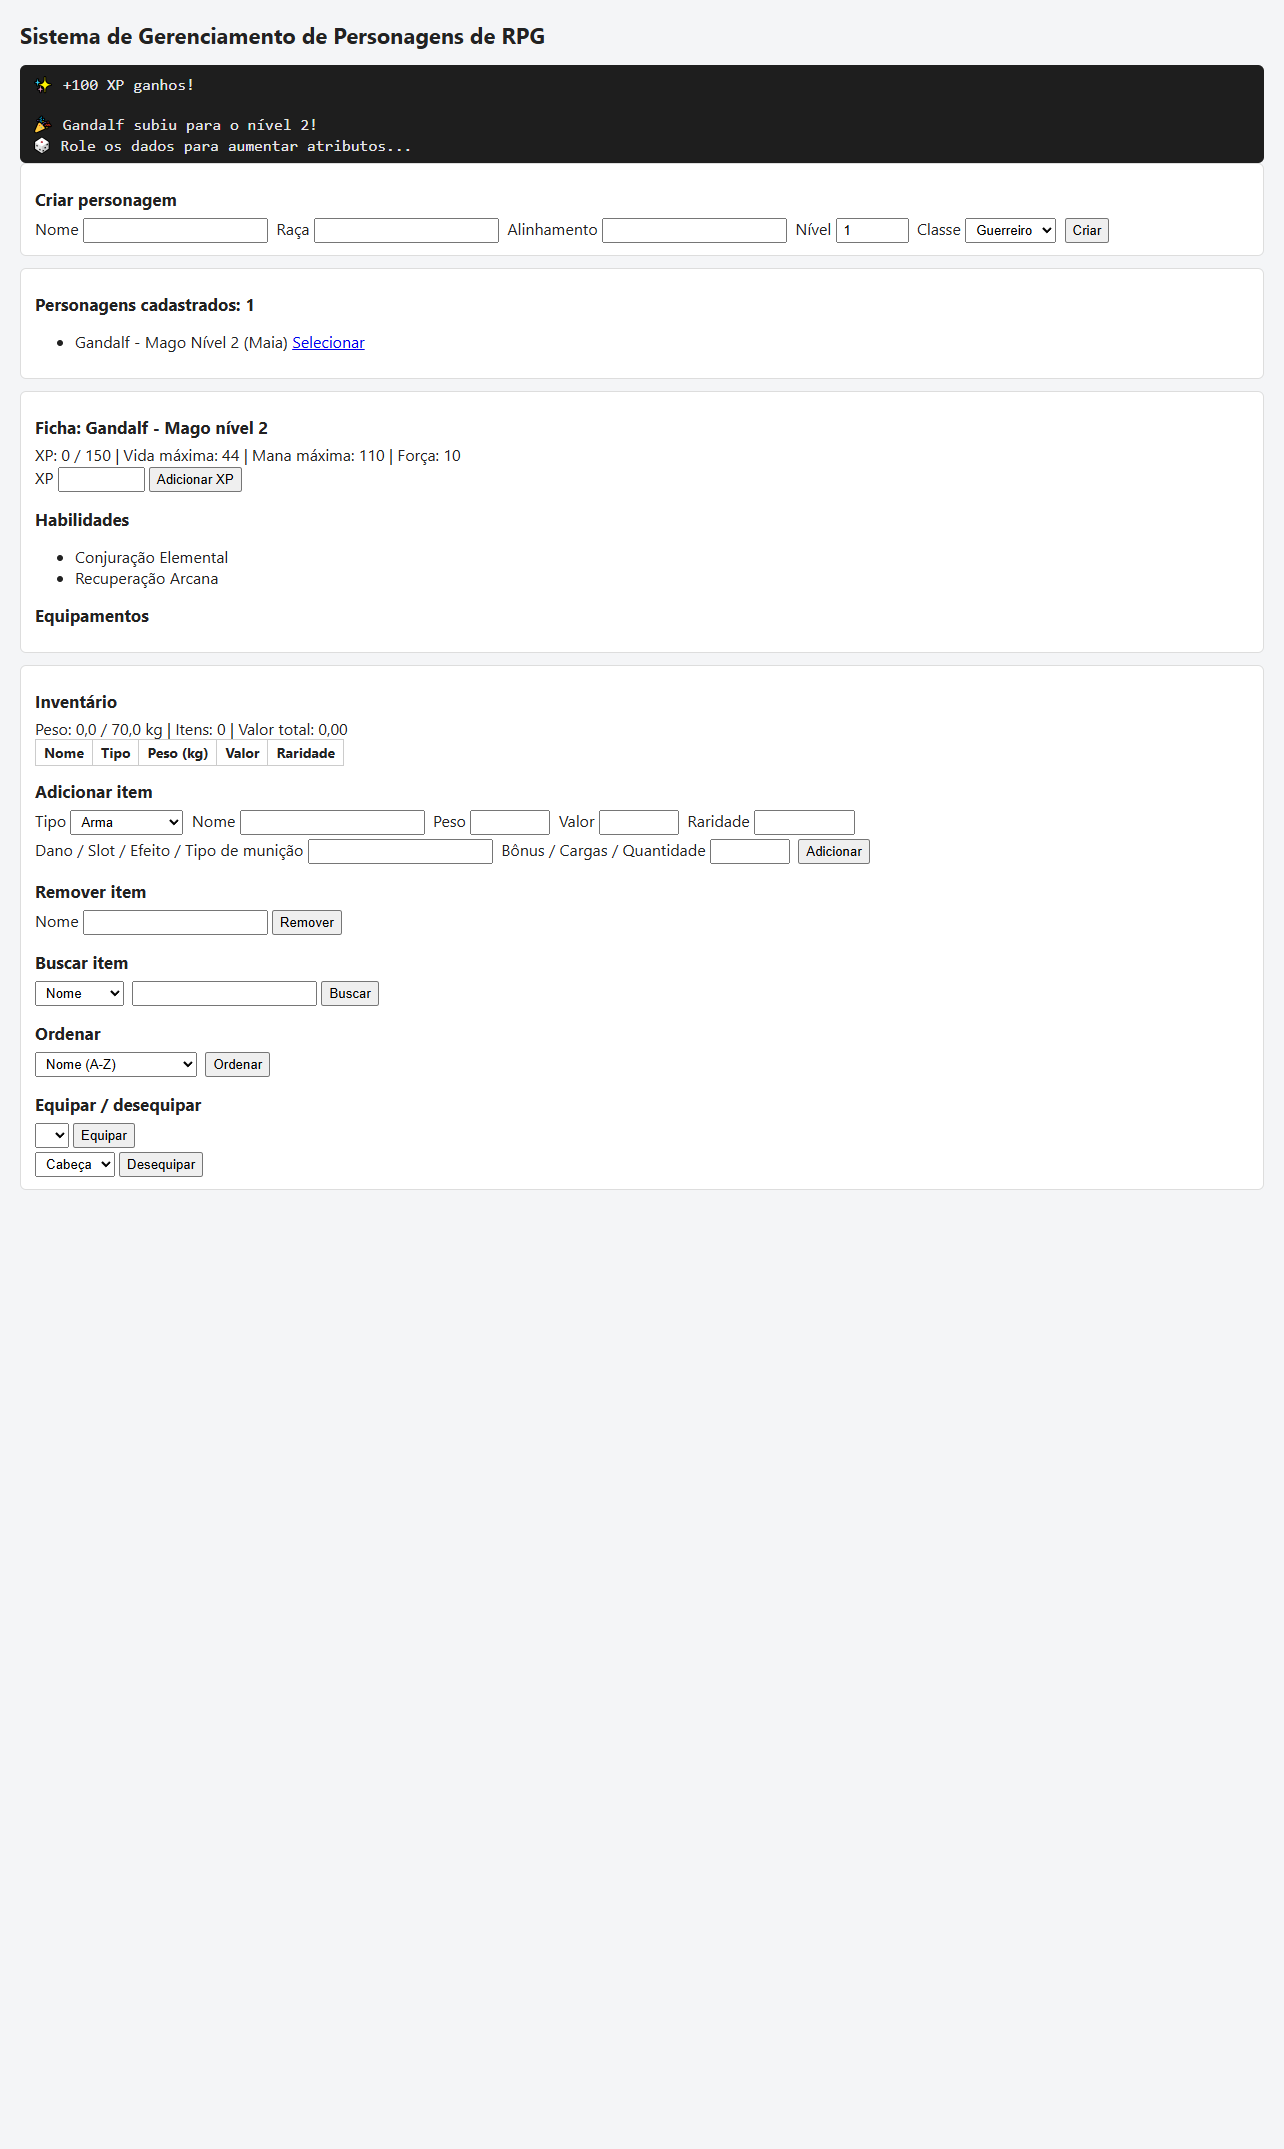 Sistema de Gerenciamento de Personagens de RPG
✨ +100 XP ganhos!
🎉 Gandalf subiu para o nível 2!
🎲 Role os dados para aumentar atributos...
Criar personagem
Nome Raça Alinhamento Nível 1 Classe Guerreiro Criar
Personagens cadastrados: 1
• Gandalf - Mago Nível 2 (Maia) Selecionar
Ficha: Gandalf - Mago nível 2
XP: 0 / 150 | Vida máxima: 44 | Mana máxima: 110 | Força: 10
XP Adicionar XP
Habilidades
• Conjuração Elemental
• Recuperação Arcana
Equipamentos
Inventário
Peso: 0,0 / 70,0 kg | Itens: 0 | Valor total: 0,00
Nome Tipo Peso (kg) Valor Raridade
Adicionar item
Tipo Arma Nome Peso Valor Raridade
Dano / Slot / Efeito / Tipo de munição Bônus / Cargas / Quantidade Adicionar
Remover item
Nome Remover
Buscar item
Nome Buscar
Ordenar
Nome (A-Z) Ordenar
Equipar / desequipar
Equipar
Cabeça Desequipar